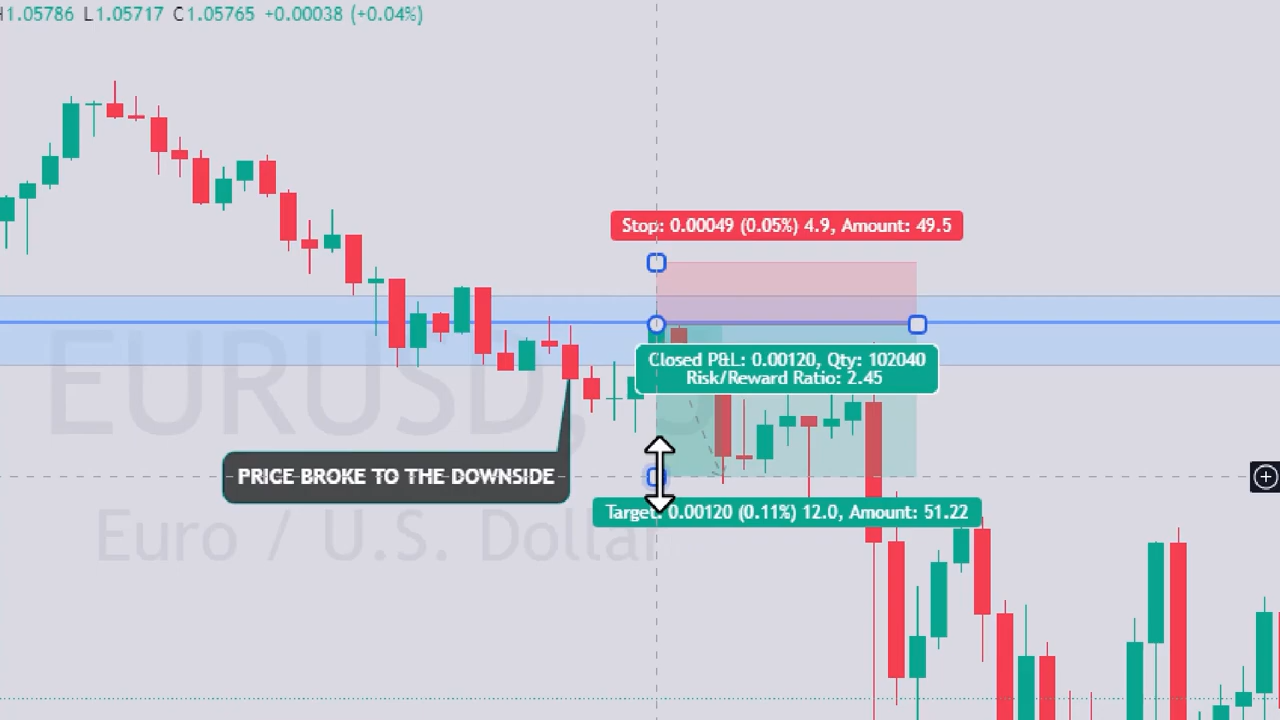 H1.05786 L1.05717 C1.05765 +0.00038 (+0.04%)
Stop: 0.00049 (0.05%) 4.9, Amount: 49.5
Closed P&L: 0.00120, Qty: 102040
Risk/Reward Ratio: 2.45
EURUSD,
PRICE BROKE TO THE DOWNSIDE
Target: 0.00120 (0.11%) 12.0, Amount: 51.22
Euro / U.S. Dollar